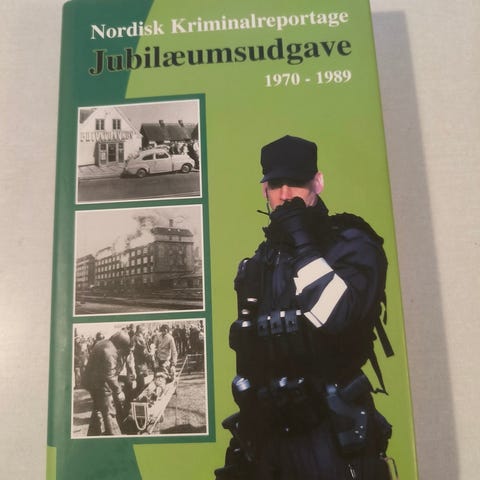 Nordisk Kriminalreportage
Jubilæumsudgave
1970 - 1989